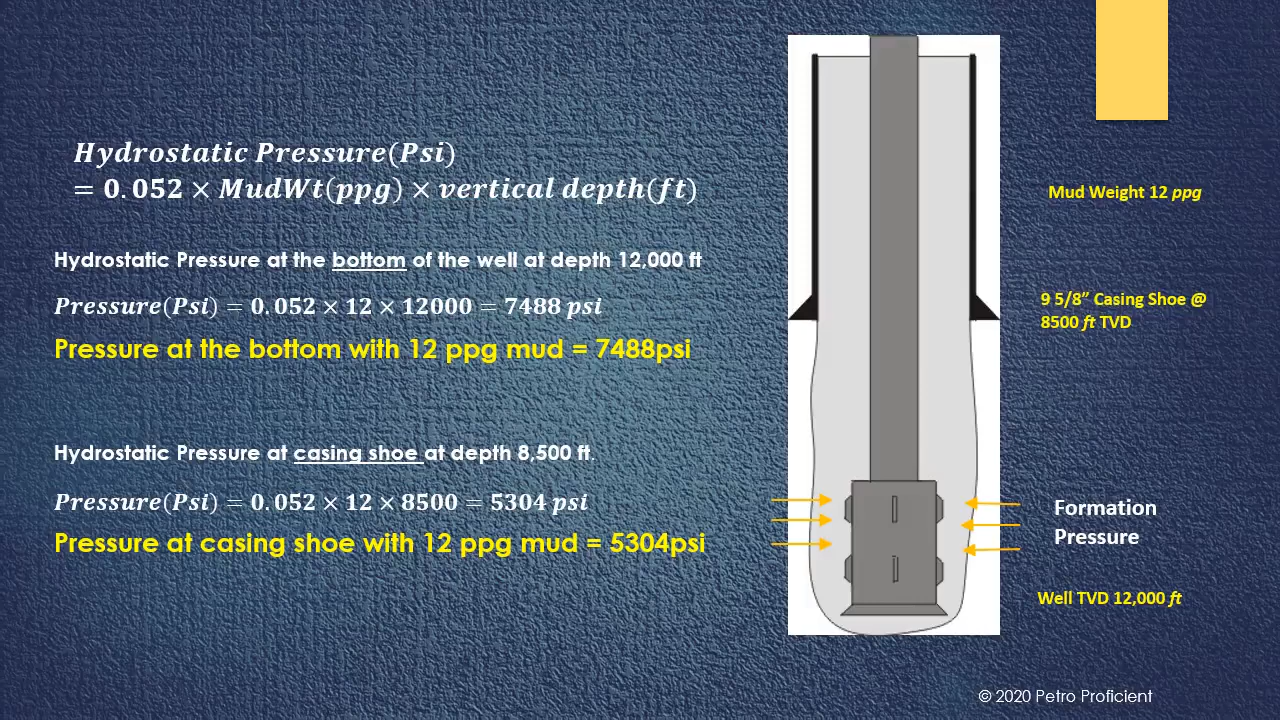 Hydrostatic Pressure(Psi)
= 0.052 × MudWt(ppg) × vertical depth(ft)
Hydrostatic Pressure at the bottom of the well at depth 12,000 ft
Pressure(Psi) = 0.052 × 12 × 12000 = 7488 psi
Pressure at the bottom with 12 ppg mud = 7488psi
Hydrostatic Pressure at casing shoe at depth 8,500 ft.
Pressure(Psi) = 0.052 × 12 × 8500 = 5304 psi
Pressure at casing shoe with 12 ppg mud = 5304psi
Mud Weight 12 ppg
9 5/8” Casing Shoe @
8500 ft TVD
Formation
Pressure
Well TVD 12,000 ft
© 2020 Petro Proficient